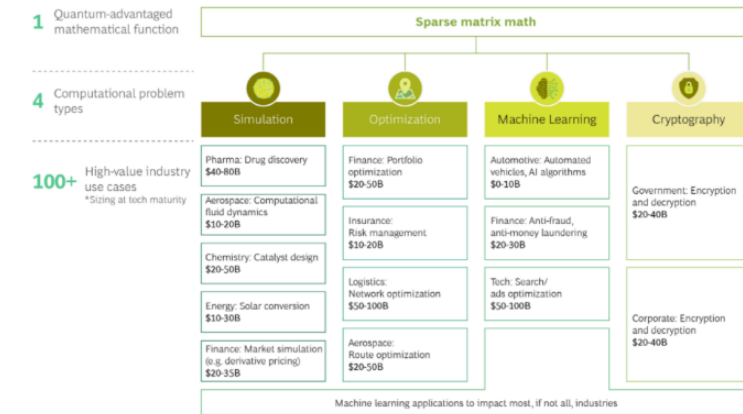 1 Quantum-advantaged
mathematical function
Sparse matrix math
4 Computational problem
types
Simulation
Optimization
Machine Learning
Cryptography
100+ High-value industry
use cases
*Sizing at tech maturity
Pharma: Drug discovery
$40-80B
Aerospace: Computational
fluid dynamics
$10-20B
Chemistry: Catalyst design
$20-50B
Energy: Solar conversion
$10-30B
Finance: Market simulation
(e.g. derivative pricing)
$20-35B
Finance: Portfolio
optimization
$20-50B
Insurance:
Risk management
$10-20B
Logistics:
Network optimization
$50-100B
Aerospace:
Route optimization
$20-50B
Automotive: Automated
vehicles, AI algorithms
$0-10B
Finance: Anti-fraud,
anti-money laundering
$20-30B
Tech: Search/
ads optimization
$50-100B
Government: Encryption
and decryption
$20-40B
Corporate: Encryption
and decryption
$20-40B
Machine learning applications to impact most, if not all, industries